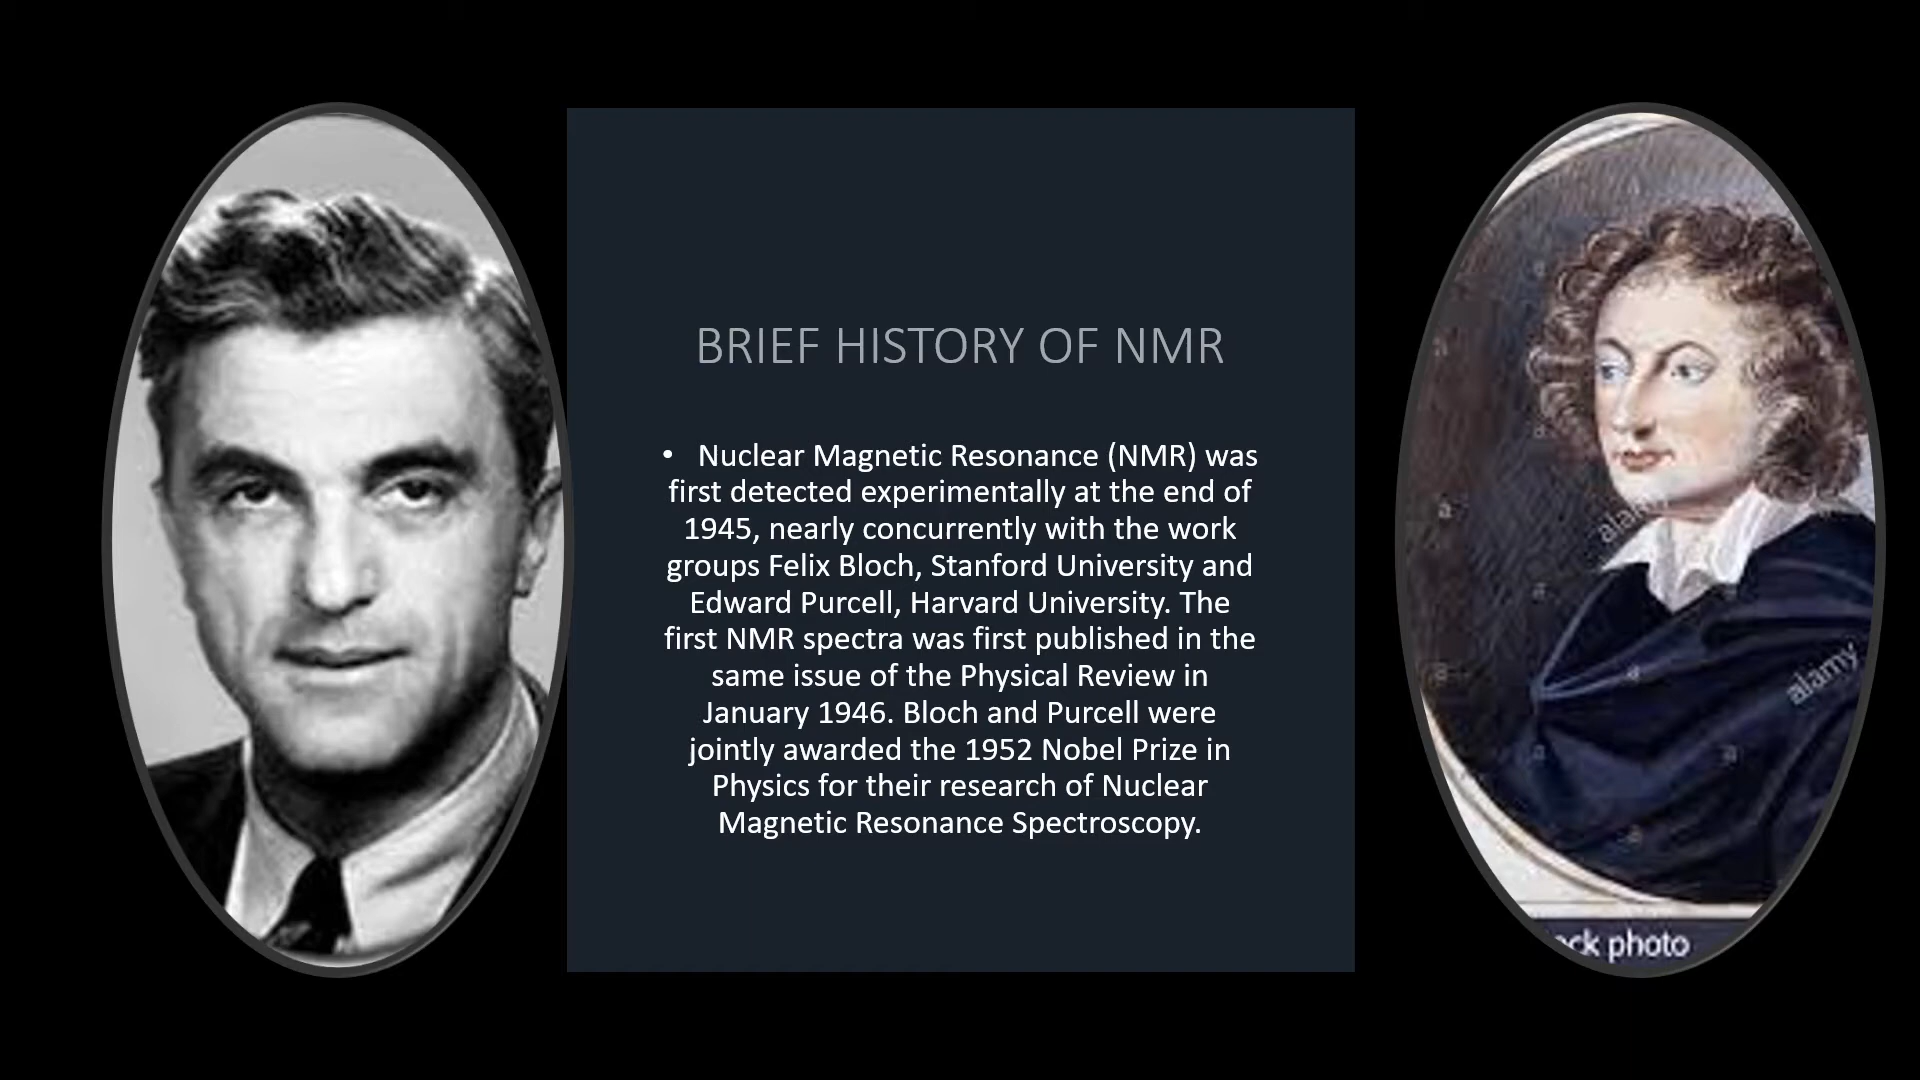 BRIEF HISTORY OF NMR
• Nuclear Magnetic Resonance (NMR) was
first detected experimentally at the end of
1945, nearly concurrently with the work
groups Felix Bloch, Stanford University and
Edward Purcell, Harvard University. The
first NMR spectra was first published in the
same issue of the Physical Review in
January 1946. Bloch and Purcell were
jointly awarded the 1952 Nobel Prize in
Physics for their research of Nuclear
Magnetic Resonance Spectroscopy.
alamy
photo